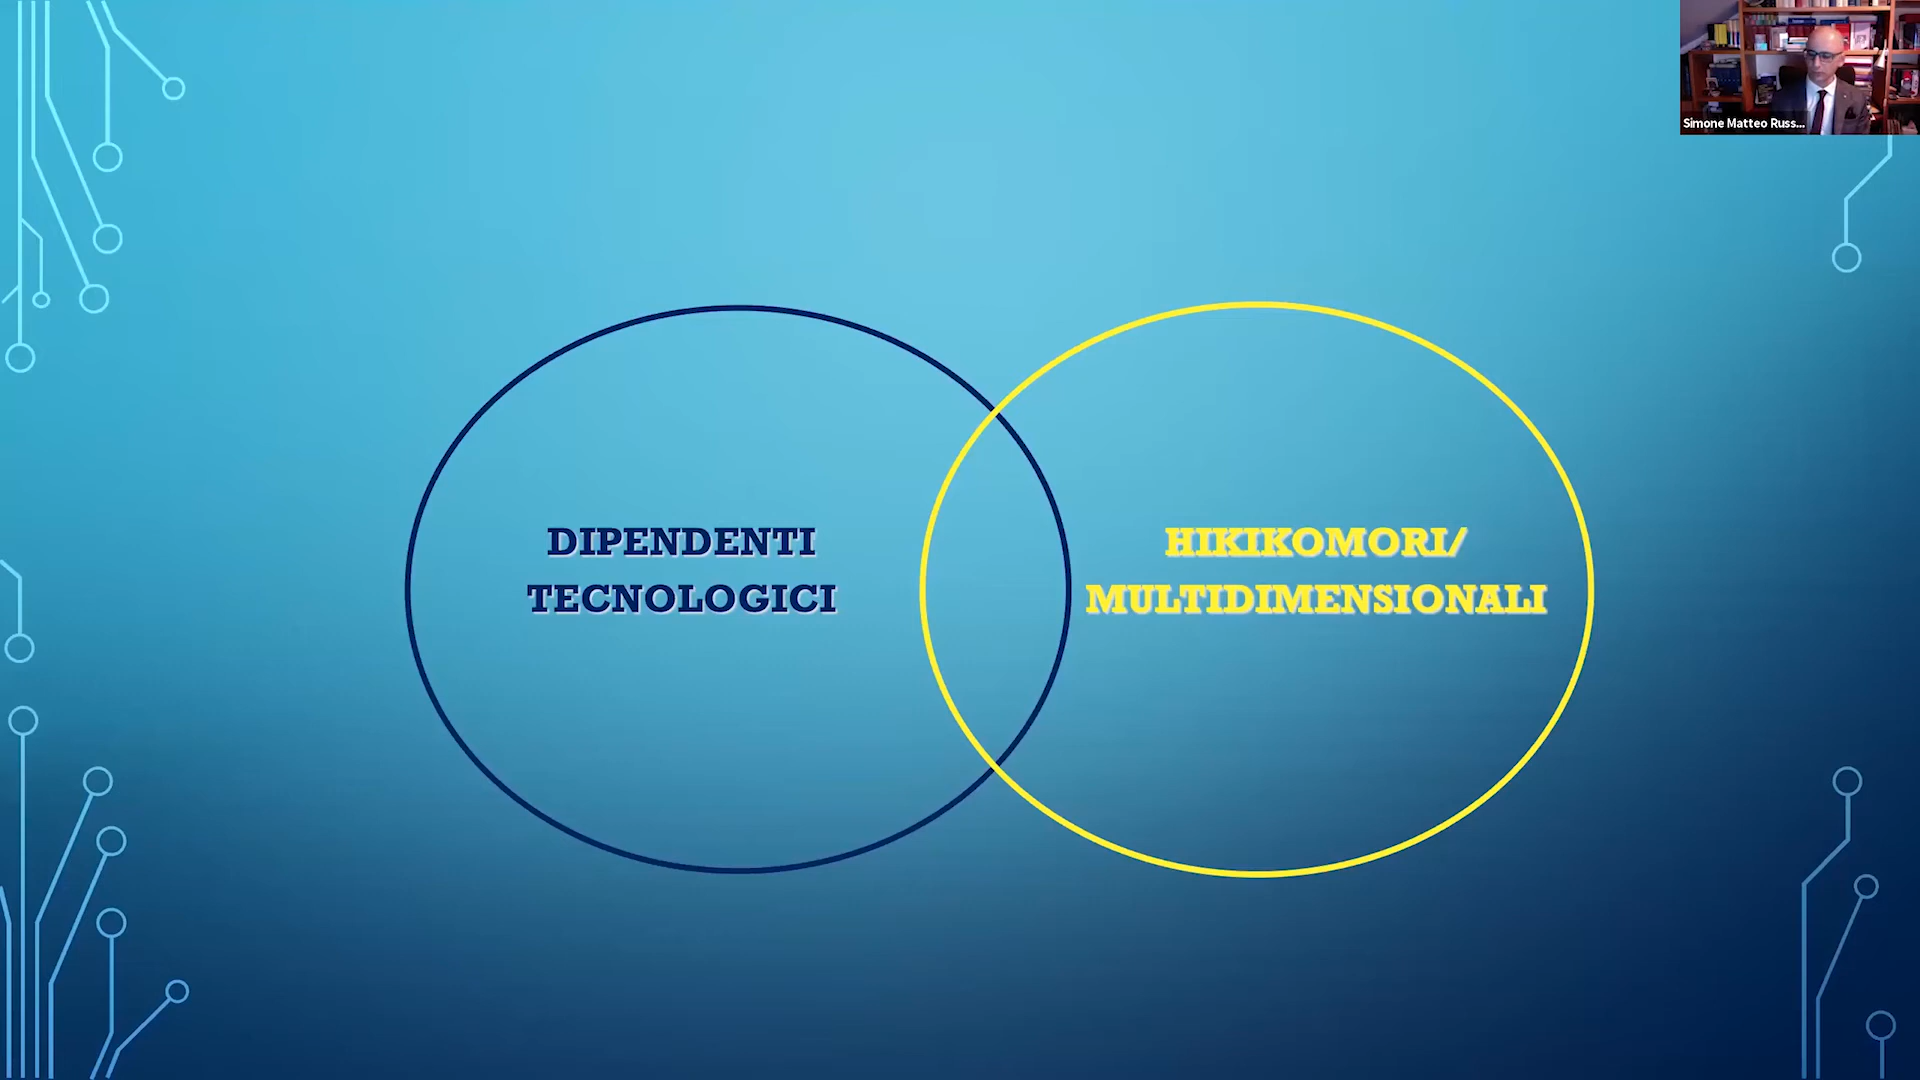 Simone Matteo Russ...
DIPENDENTI
TECNOLOGICI
HIKIKOMORI/
MULTIDIMENSIONALI